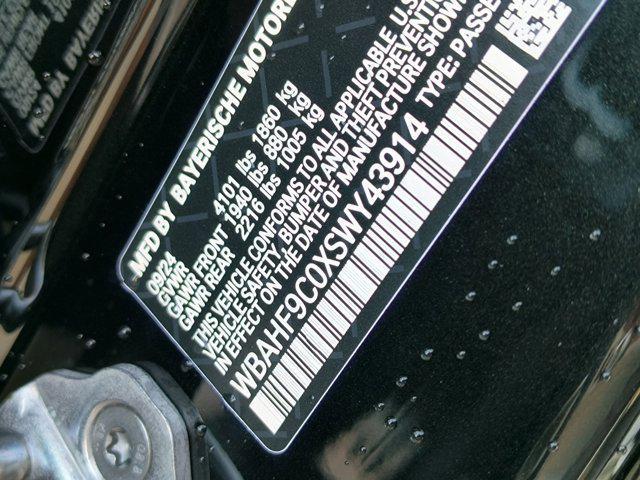 MFD BY BAYERISCHE MOTORE
09/24
GVWR 4101 lbs 1860 kg
GAWR FRONT 1940 lbs 880 kg
GAWR REAR 2216 lbs 1005 kg
THIS VEHICLE CONFORMS TO ALL APPLICABLE U.S.
VEHICLE SAFETY, BUMPER AND THEFT PREVENTI
IN EFFECT ON THE DATE OF MANUFACTURE SHOWN
WBAHF9C0XSWY43914 TYPE: PASSE